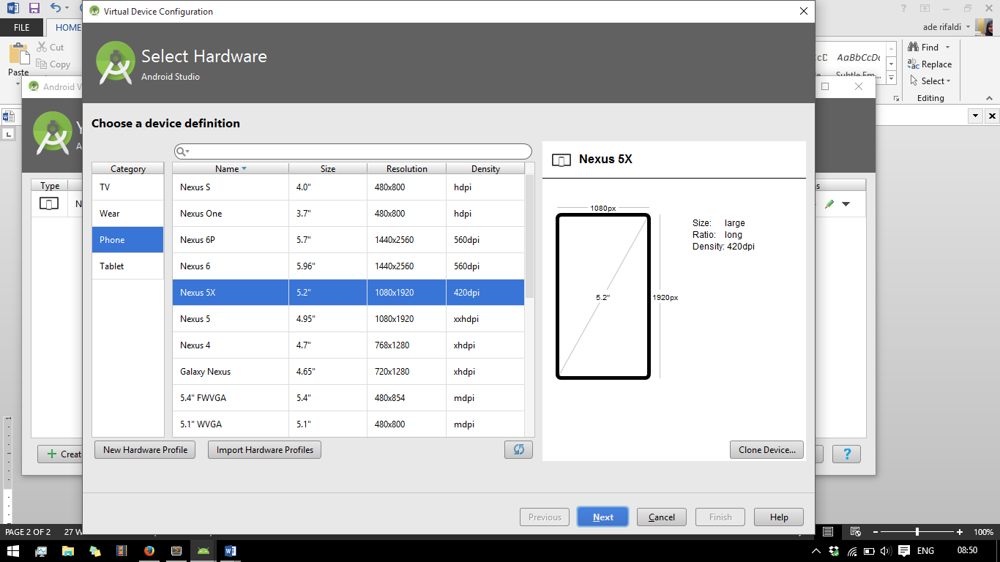 FILE
HOME
Cut
Copy
Paste
ade rifaldi
AaBbCcDc
Subtle Em...
Find
Replace
Select
Editing
Virtual Device Configuration
Select Hardware
Android Studio
Android V
Choose a device definition
Type
Category
TV
Wear
Phone
Tablet
Name Size Resolution Density
Nexus S 4.0" 480x800 hdpi
Nexus One 3.7" 480x800 hdpi
Nexus 6P 5.7" 1440x2560 560dpi
Nexus 6 5.96" 1440x2560 560dpi
Nexus 5X 5.2" 1080x1920 420dpi
Nexus 5 4.95" 1080x1920 xxhdpi
Nexus 4 4.7" 768x1280 xhdpi
Galaxy Nexus 4.65" 720x1280 xhdpi
5.4" FWVGA 5.4" 480x854 mdpi
5.1" WVGA 5.1" 480x800 mdpi
Nexus 5X
1080px
5.2"
1920px
Size: large
Ratio: long
Density: 420dpi
New Hardware Profile Import Hardware Profiles
Clone Device...
Creat
?
Previous Next Cancel Finish Help
PAGE 2 OF 2 27 W
100%
ENG 08:50